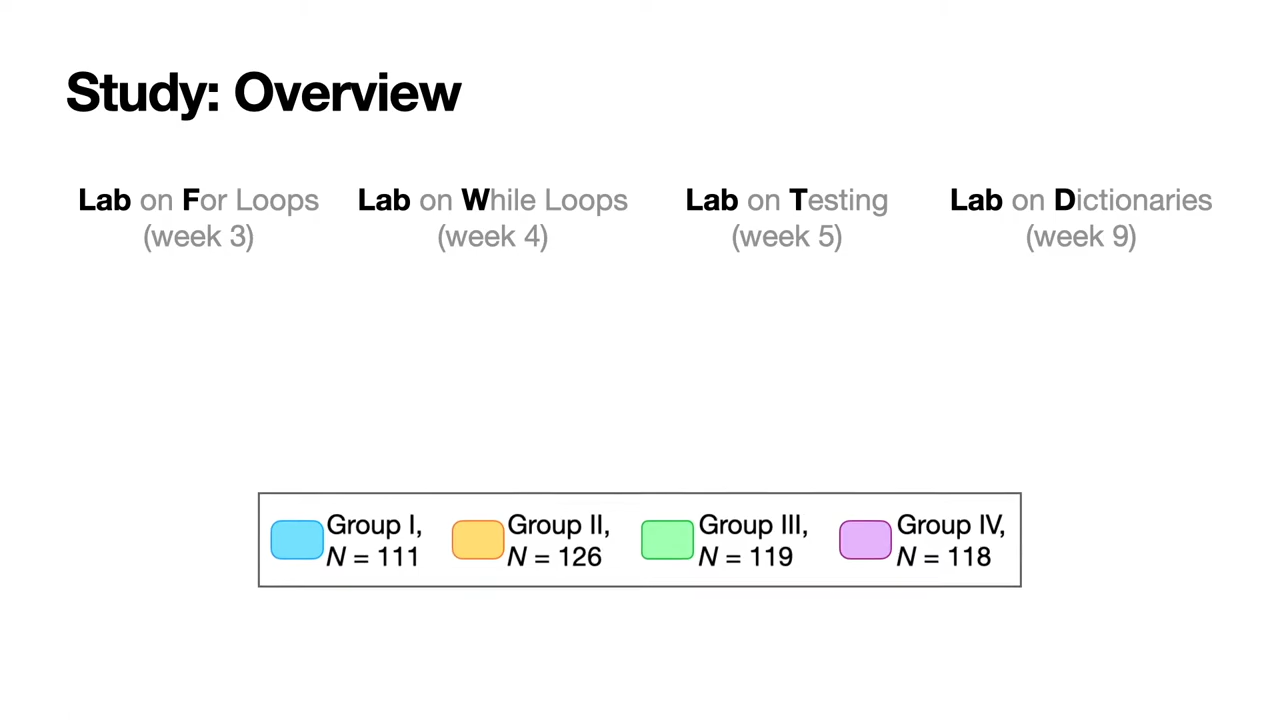 Study: Overview
Lab on For Loops
(week 3)
Lab on While Loops
(week 4)
Lab on Testing
(week 5)
Lab on Dictionaries
(week 9)
Group I,
N = 111
Group II,
N = 126
Group III,
N = 119
Group IV,
N = 118